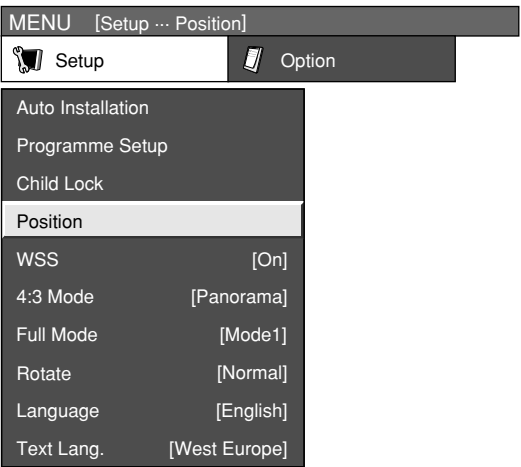 MENU [Setup ··· Position]
Setup Option
Auto Installation
Programme Setup
Child Lock
Position
WSS [On]
4:3 Mode [Panorama]
Full Mode [Mode1]
Rotate [Normal]
Language [English]
Text Lang. [West Europe]